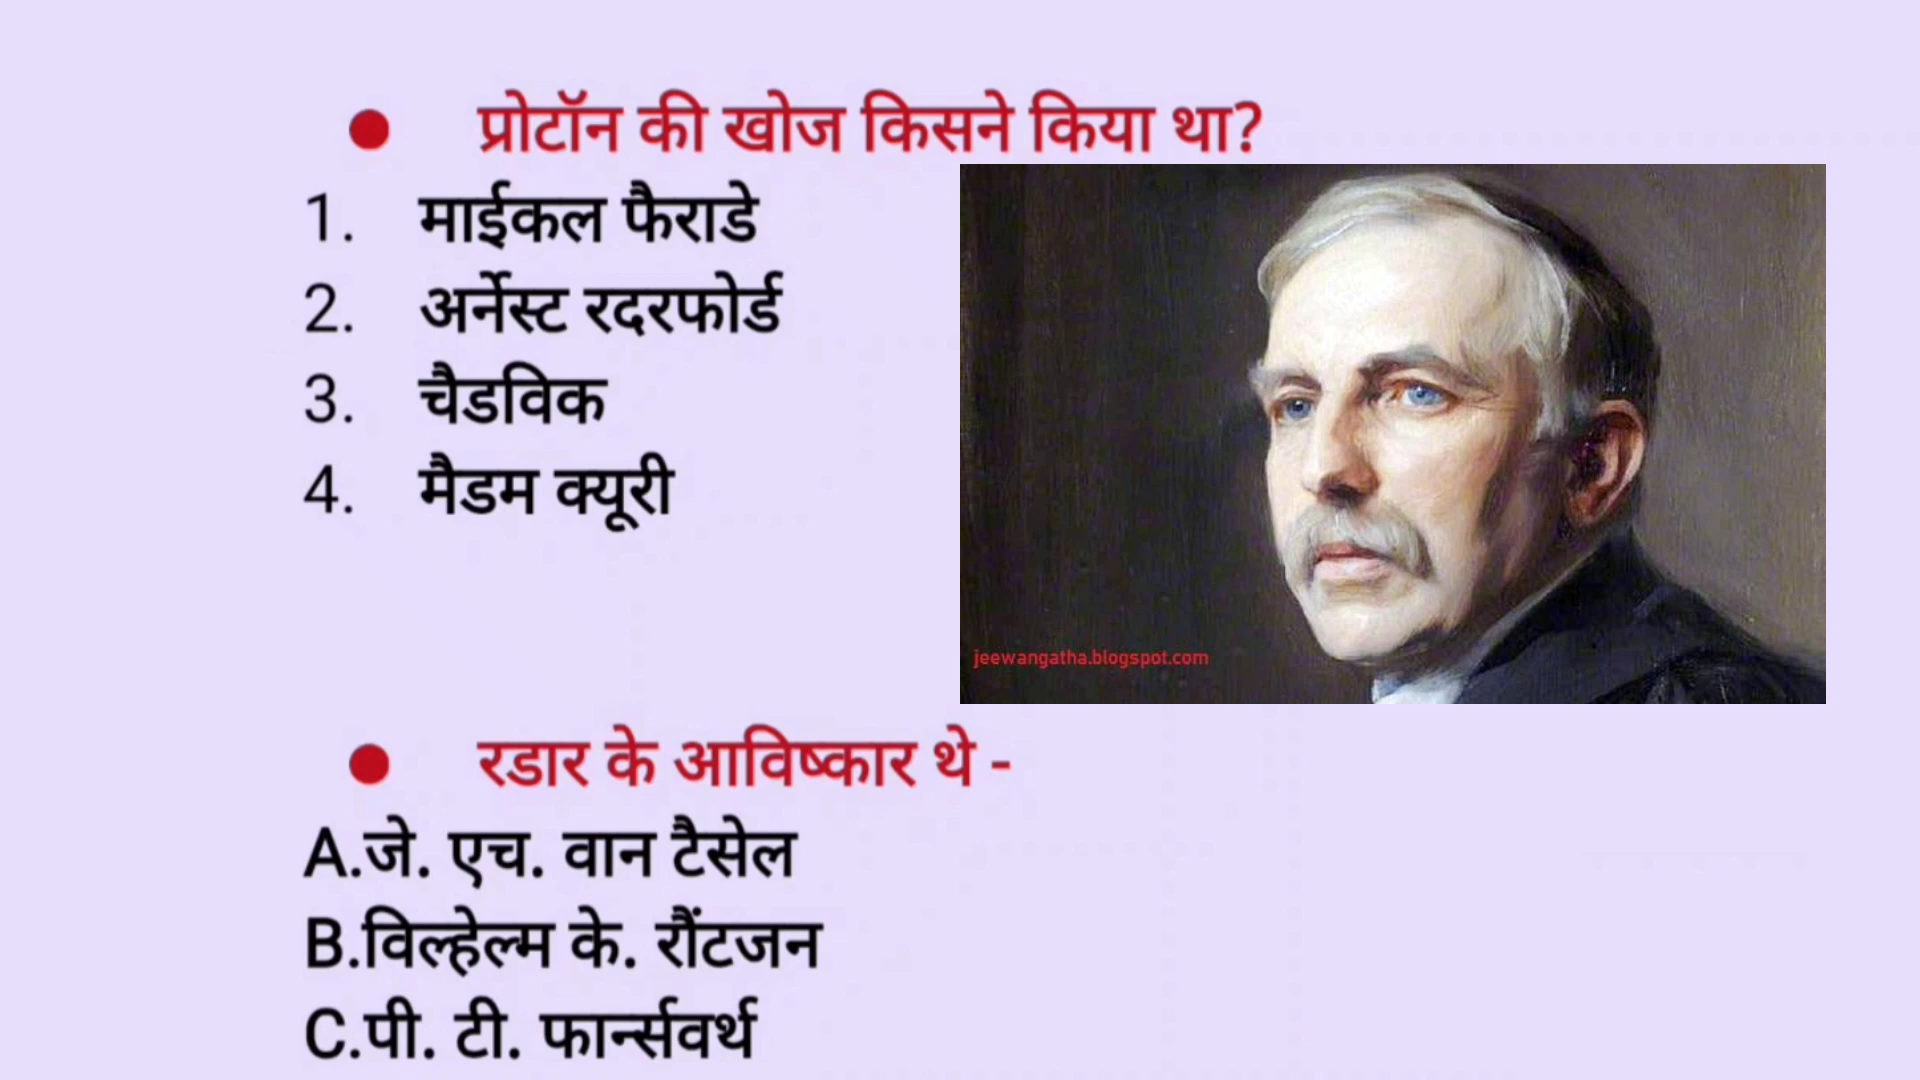 ● प्रोटॉन की खोज किसने किया था?
1. माईकल फैराडे
2. अर्नेस्ट रदरफोर्ड
3. चैडविक
4. मैडम क्यूरी
jeewangatha.blogspot.com
● रडार के आविष्कार थे -
A.जे. एच. वान टैसेल
B.विल्हेल्म के. रौंटजन
C.पी. टी. फार्न्सवर्थ